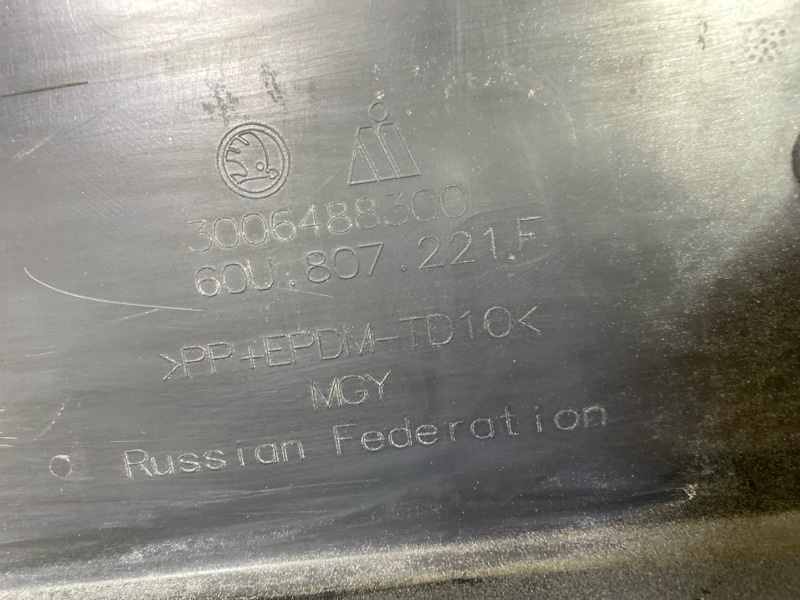 3006488300
60U.807.221.F
>PP+EPDM-TD10<
MGY
Russian Federation